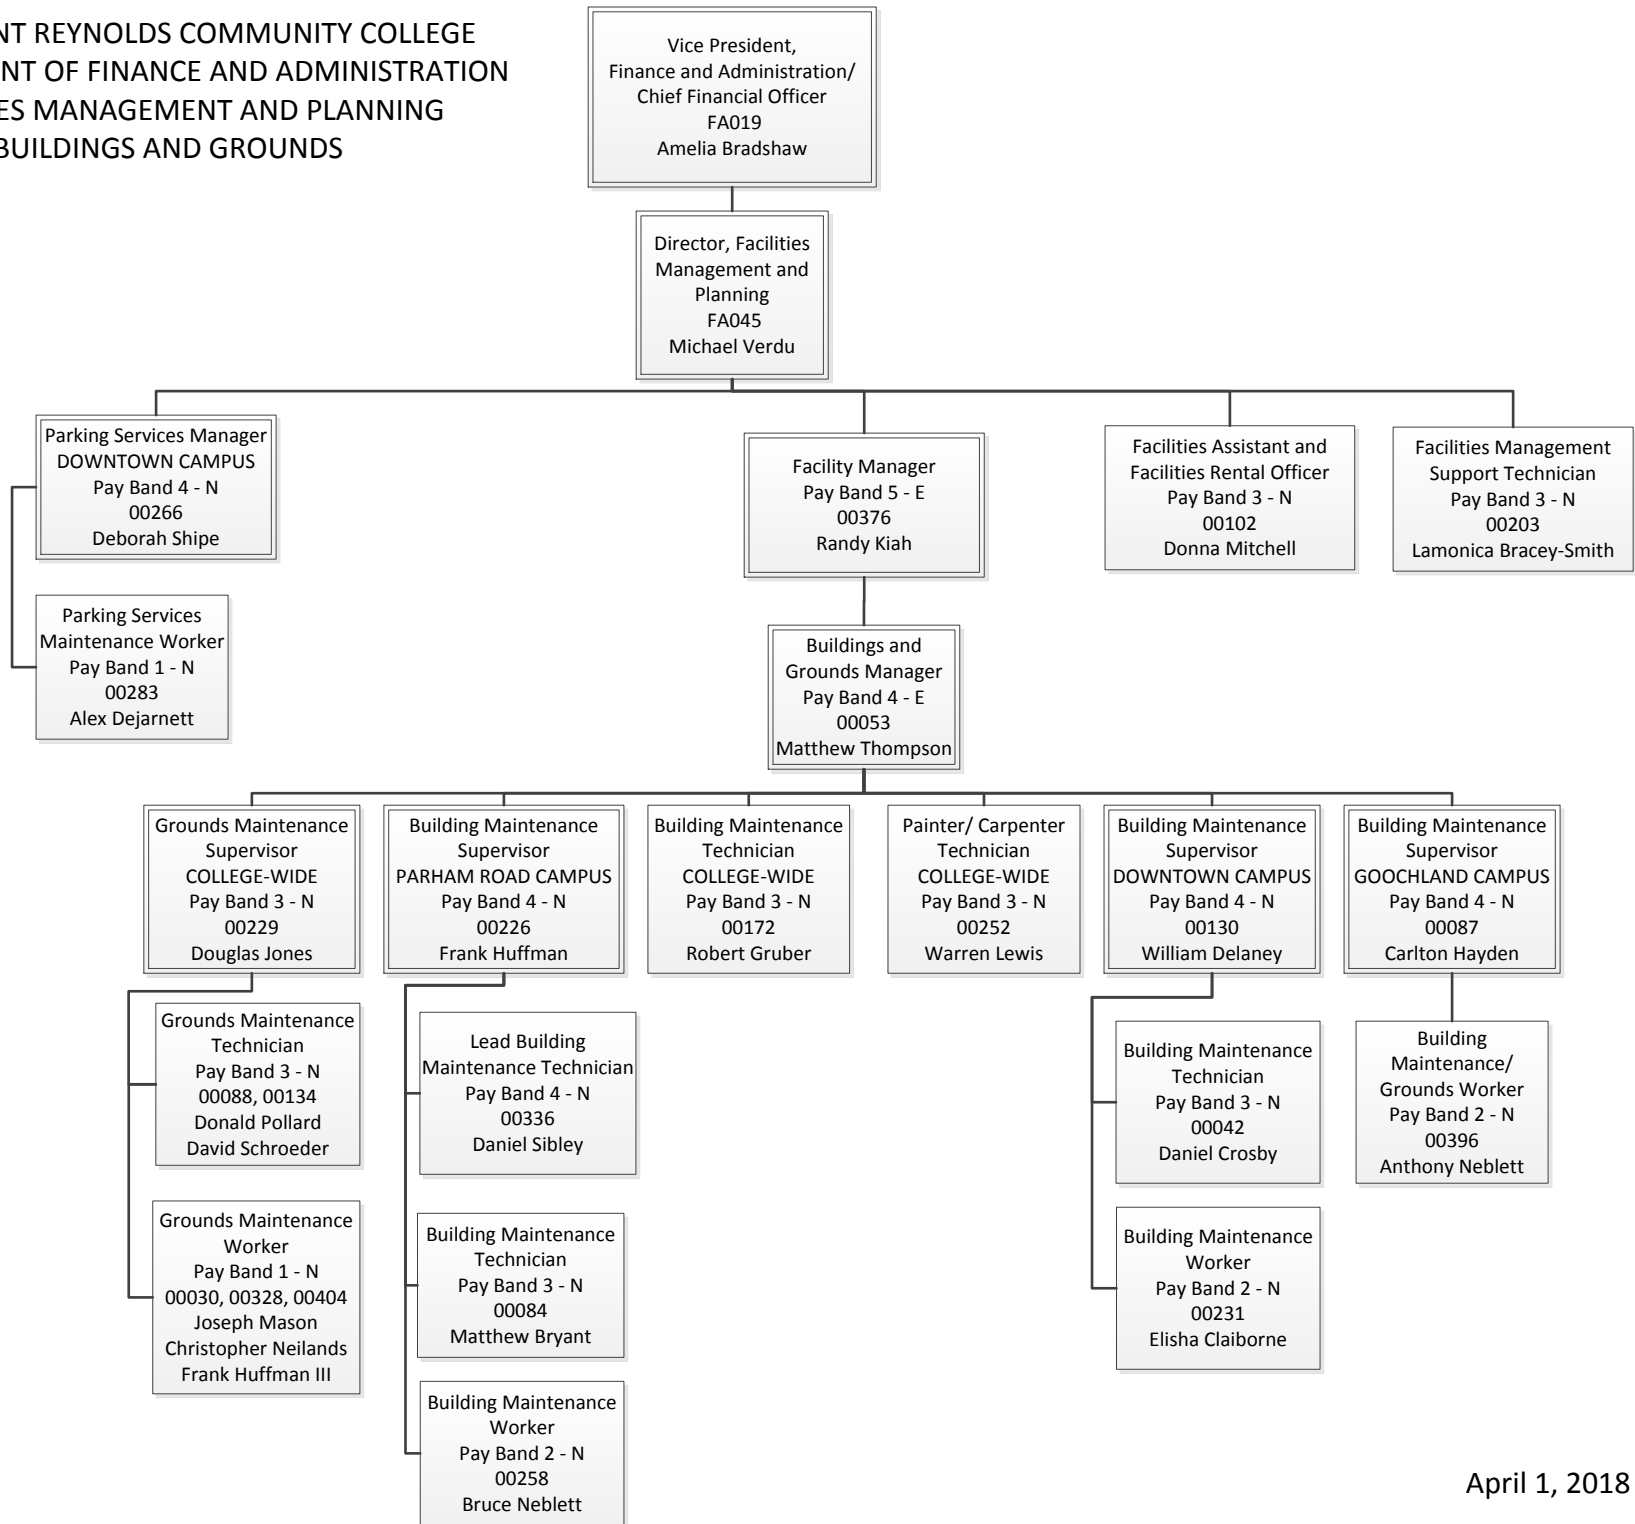 NT REYNOLDS COMMUNITY COLLEGE
NT OF FINANCE AND ADMINISTRATION
ES MANAGEMENT AND PLANNING
BUILDINGS AND GROUNDS
Vice President,
Finance and Administration/
Chief Financial Officer
FA019
Amelia Bradshaw
Director, Facilities
Management and
Planning
FA045
Michael Verdu
Parking Services Manager
DOWNTOWN CAMPUS
Pay Band 4 - N
00266
Deborah Shipe
Facility Manager
Pay Band 5 - E
00376
Randy Kiah
Facilities Assistant and
Facilities Rental Officer
Pay Band 3 - N
00102
Donna Mitchell
Facilities Management
Support Technician
Pay Band 3 - N
00203
Lamonica Bracey-Smith
Parking Services
Maintenance Worker
Pay Band 1 - N
00283
Alex Dejarnett
Buildings and
Grounds Manager
Pay Band 4 - E
00053
Matthew Thompson
Grounds Maintenance
Supervisor
COLLEGE-WIDE
Pay Band 3 - N
00229
Douglas Jones
Building Maintenance
Supervisor
PARHAM ROAD CAMPUS
Pay Band 4 - N
00226
Frank Huffman
Building Maintenance
Technician
COLLEGE-WIDE
Pay Band 3 - N
00172
Robert Gruber
Painter/ Carpenter
Technician
COLLEGE-WIDE
Pay Band 3 - N
00252
Warren Lewis
Building Maintenance
Supervisor
DOWNTOWN CAMPUS
Pay Band 4 - N
00130
William Delaney
Building Maintenance
Supervisor
GOOCHLAND CAMPUS
Pay Band 4 - N
00087
Carlton Hayden
Grounds Maintenance
Technician
Pay Band 3 - N
00088, 00134
Donald Pollard
David Schroeder
Lead Building
Maintenance Technician
Pay Band 4 - N
00336
Daniel Sibley
Building Maintenance
Technician
Pay Band 3 - N
00042
Daniel Crosby
Building
Maintenance/
Grounds Worker
Pay Band 2 - N
00396
Anthony Neblett
Grounds Maintenance
Worker
Pay Band 1 - N
00030, 00328, 00404
Joseph Mason
Christopher Neilands
Frank Huffman III
Building Maintenance
Technician
Pay Band 3 - N
00084
Matthew Bryant
Building Maintenance
Worker
Pay Band 2 - N
00231
Elisha Claiborne
Building Maintenance
Worker
Pay Band 2 - N
00258
Bruce Neblett
April 1, 2018